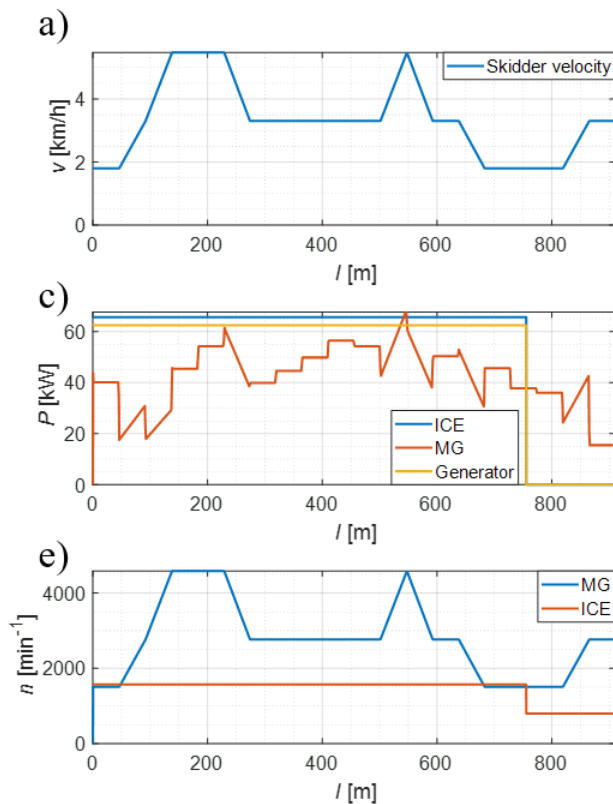 a)
Skidder velocity
4
2
0
v [km/h]
0 200 400 600 800
l [m]
c)
60
40
20
0
P [kW]
ICE
MG
Generator
0 200 400 600 800
l [m]
e)
MG
ICE
4000
2000
0
n [min⁻¹]
0 200 400 600 800
l [m]